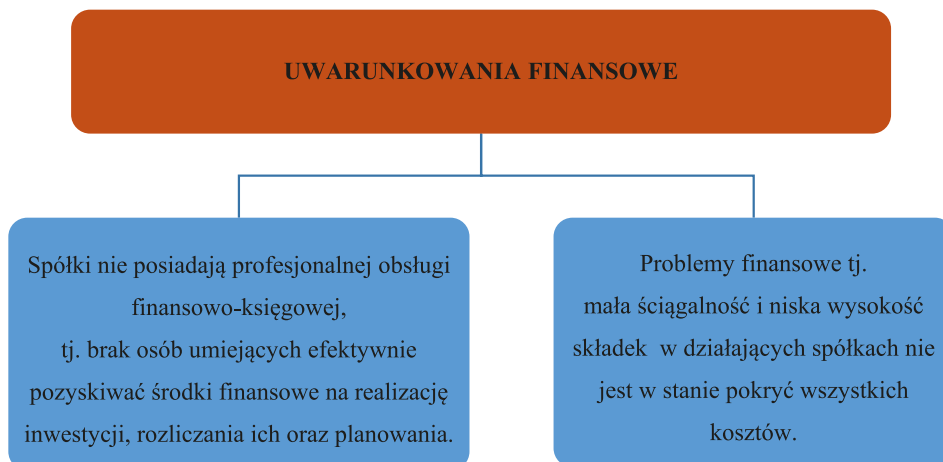 UWARUNKOWANIA FINANSOWE
Spółki nie posiadają profesjonalnej obsługi
finansowo-księgowej,
tj. brak osób umiejących efektywnie
pozyskiwać środki finansowe na realizację
inwestycji, rozliczania ich oraz planowania.
Problemy finansowe tj.
mała ściągalność i niska wysokość
składek  w działających spółkach nie
jest w stanie pokryć wszystkich
kosztów.